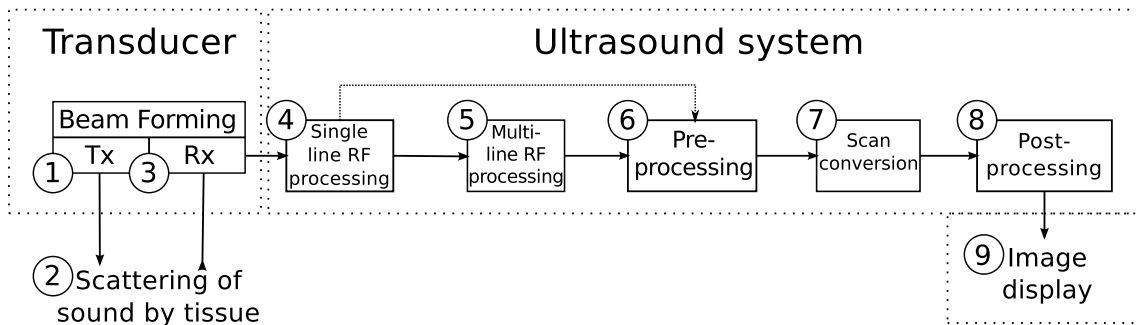 Transducer
Ultrasound system
Beam Forming
1
Tx
3
Rx
2
Scattering of
sound by tissue
4
Single
line RF
processing
5
Multi-
line RF
processing
6
Pre-
processing
7
Scan
conversion
8
Post-
processing
9
Image
display